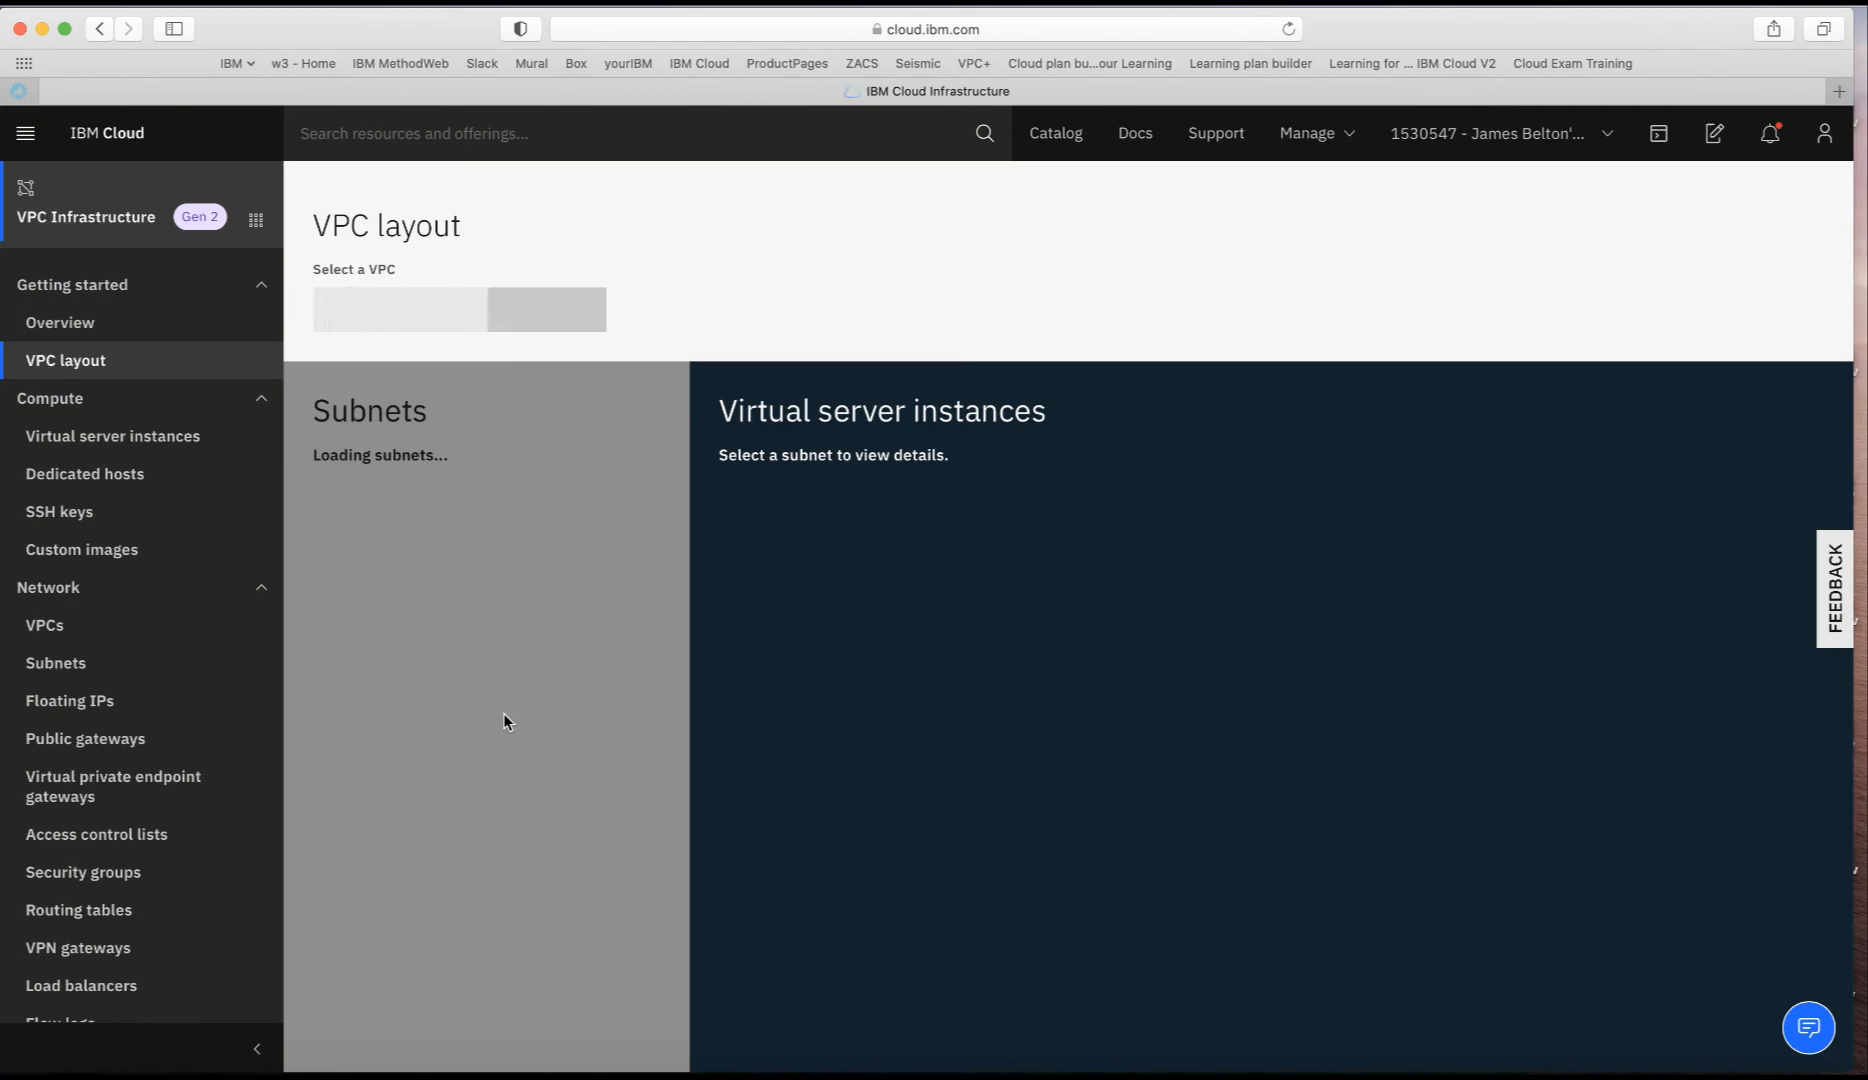 cloud.ibm.com
IBM
w3 - Home
IBM MethodWeb
Slack
Mural
Box
yourIBM
IBM Cloud
ProductPages
ZACS
Seismic
VPC+
Cloud plan bu...our Learning
Learning plan builder
Learning for ... IBM Cloud V2
Cloud Exam Training
IBM Cloud Infrastructure
IBM Cloud
Search resources and offerings...
Catalog
Docs
Support
Manage
1530547 - James Belton'...
VPC Infrastructure
Gen 2
Getting started
Overview
VPC layout
Compute
Virtual server instances
Dedicated hosts
SSH keys
Custom images
Network
VPCs
Subnets
Floating IPs
Public gateways
Virtual private endpoint
gateways
Access control lists
Security groups
Routing tables
VPN gateways
Load balancers
Flow logs
VPC layout
Select a VPC
Subnets
Loading subnets...
Virtual server instances
Select a subnet to view details.
FEEDBACK